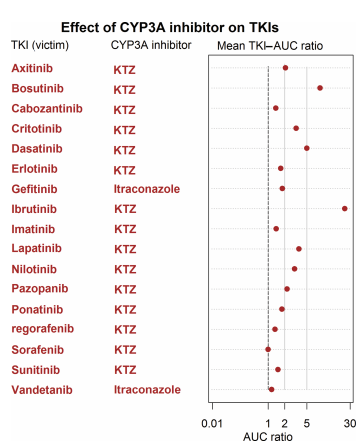 Effect of CYP3A inhibitor on TKIs
TKI (victim) CYP3A inhibitor Mean TKI–AUC ratio
Axitinib KTZ
Bosutinib KTZ
Cabozantinib KTZ
Critotinib KTZ
Dasatinib KTZ
Erlotinib KTZ
Gefitinib Itraconazole
Ibrutinib KTZ
Imatinib KTZ
Lapatinib KTZ
Nilotinib KTZ
Pazopanib KTZ
Ponatinib KTZ
regorafenib KTZ
Sorafenib KTZ
Sunitinib KTZ
Vandetanib Itraconazole
0.01 1 2 5 30
AUC ratio